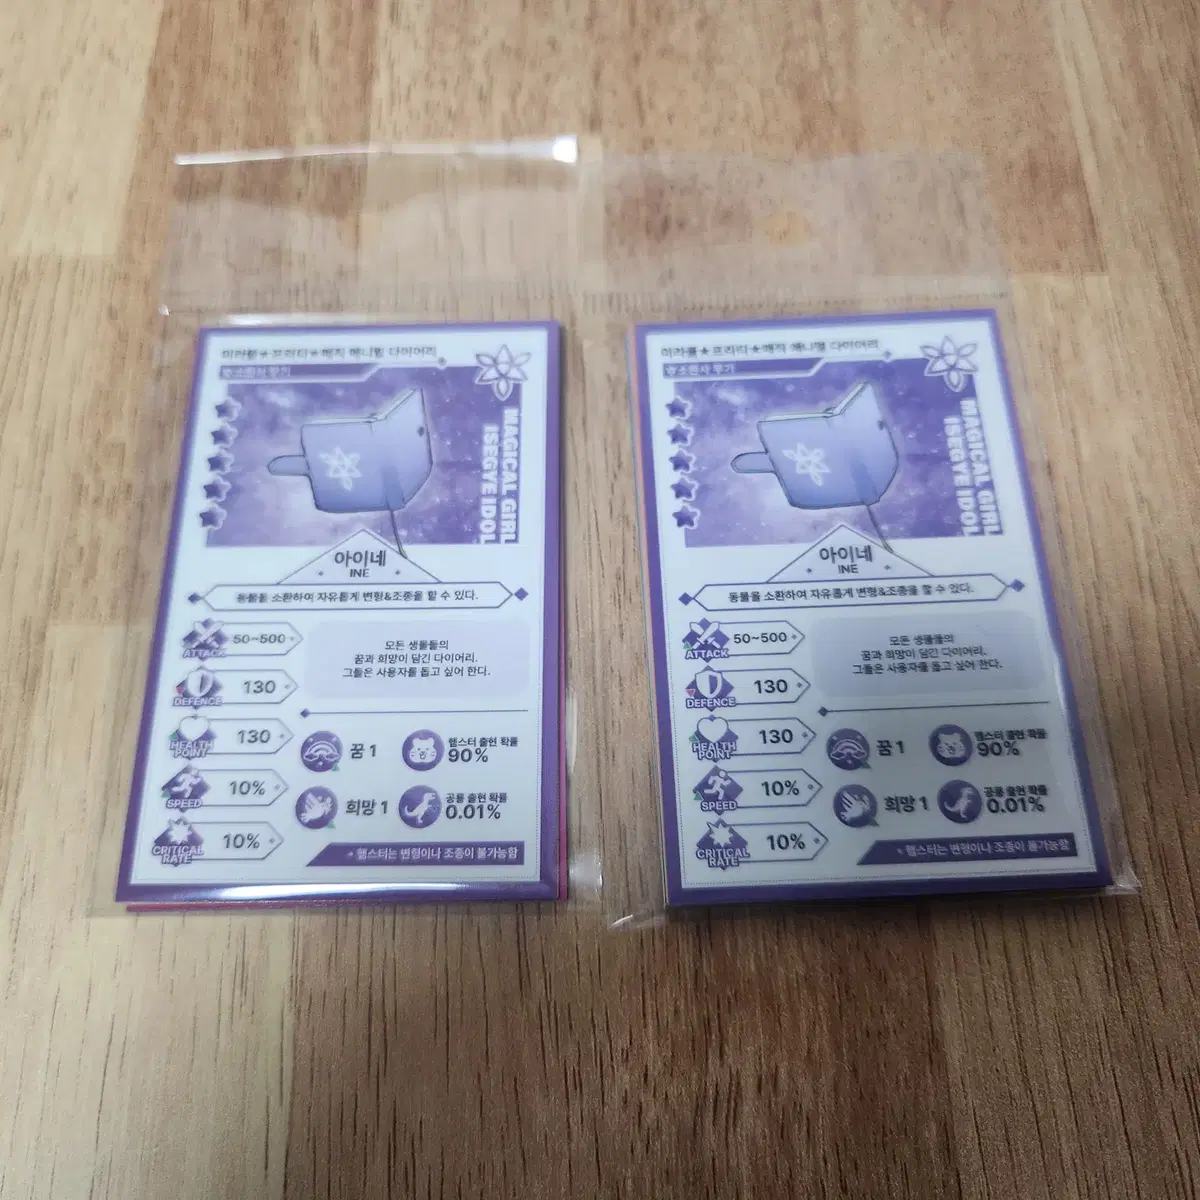 미라클★프리티★매직 애니멀 다이어리
MAGICAL GIRL
ISEGYE IDOL
아이네
INE
동물을 소환하여 자유롭게 변형&조종을 할 수 있다.
50~500
ATTACK
130
DEFENCE
130
HEALTH
POINT
10%
SPEED
10%
CRITICAL
RATE
모든 생물들의
꿈과 희망이 담긴 다이어리.
그들은 사용자를 돕고 싶어 한다.
꿈 1
햄스터 출현 확률
90%
희망 1
공룡 출현 확률
0.01%
* 햄스터는 변형이나 조종이 불가능함
미라클★프리티★매직 애니멀 다이어리
☆소환사 무기
MAGICAL GIRL
ISEGYE IDOL
아이네
INE
동물을 소환하여 자유롭게 변형&조종을 할 수 있다.
50~500
ATTACK
130
DEFENCE
130
HEALTH
POINT
10%
SPEED
10%
CRITICAL
RATE
모든 생물들의
꿈과 희망이 담긴 다이어리.
그들은 사용자를 돕고 싶어 한다.
꿈 1
햄스터 출현 확률
90%
희망 1
공룡 출현 확률
0.01%
* 햄스터는 변형이나 조종이 불가능함